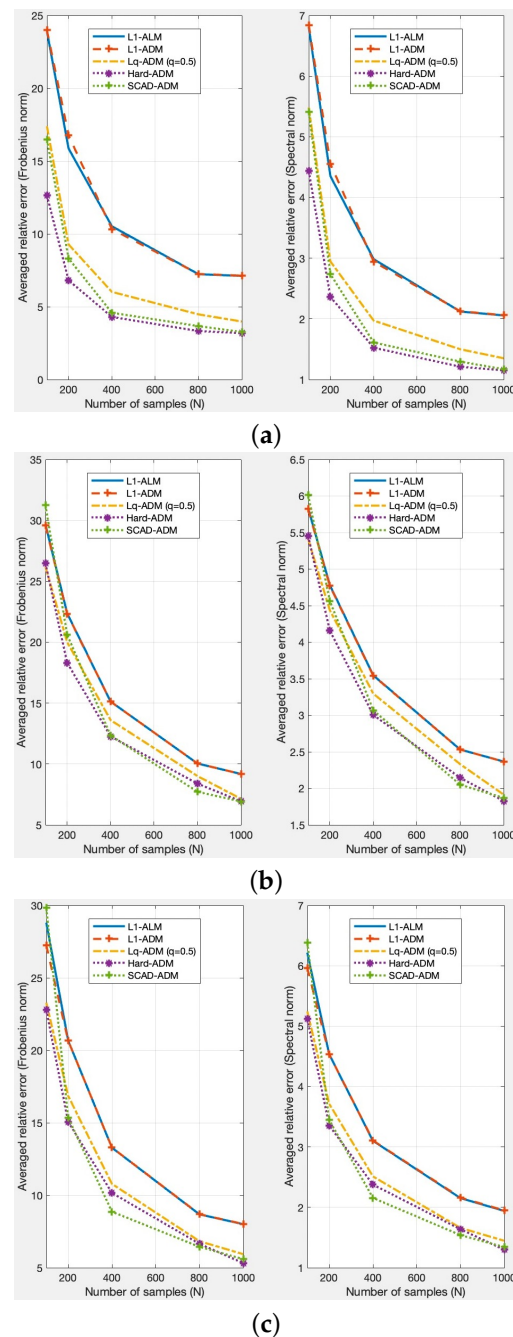 Averaged relative error (Frobenius norm)
25
20
15
10
5
0
200 400 600 800 1000
Number of samples (N)
L1-ALM
L1-ADM
Lq-ADM (q=0.5)
Hard-ADM
SCAD-ADM
Averaged relative error (Spectral norm)
7
6
5
4
3
2
1
200 400 600 800 1000
Number of samples (N)
L1-ALM
L1-ADM
Lq-ADM (q=0.5)
Hard-ADM
SCAD-ADM
(a)
Averaged relative error (Frobenius norm)
35
30
25
20
15
10
5
200 400 600 800 1000
Number of samples (N)
L1-ALM
L1-ADM
Lq-ADM (q=0.5)
Hard-ADM
SCAD-ADM
Averaged relative error (Spectral norm)
6.5
6
5.5
5
4.5
4
3.5
3
2.5
2
1.5
200 400 600 800 1000
Number of samples (N)
L1-ALM
L1-ADM
Lq-ADM (q=0.5)
Hard-ADM
SCAD-ADM
(b)
Averaged relative error (Frobenius norm)
30
25
20
15
10
5
200 400 600 800 1000
Number of samples (N)
L1-ALM
L1-ADM
Lq-ADM (q=0.5)
Hard-ADM
SCAD-ADM
Averaged relative error (Spectral norm)
7
6
5
4
3
2
1
200 400 600 800 1000
Number of samples (N)
L1-ALM
L1-ADM
Lq-ADM (q=0.5)
Hard-ADM
SCAD-ADM
(c)